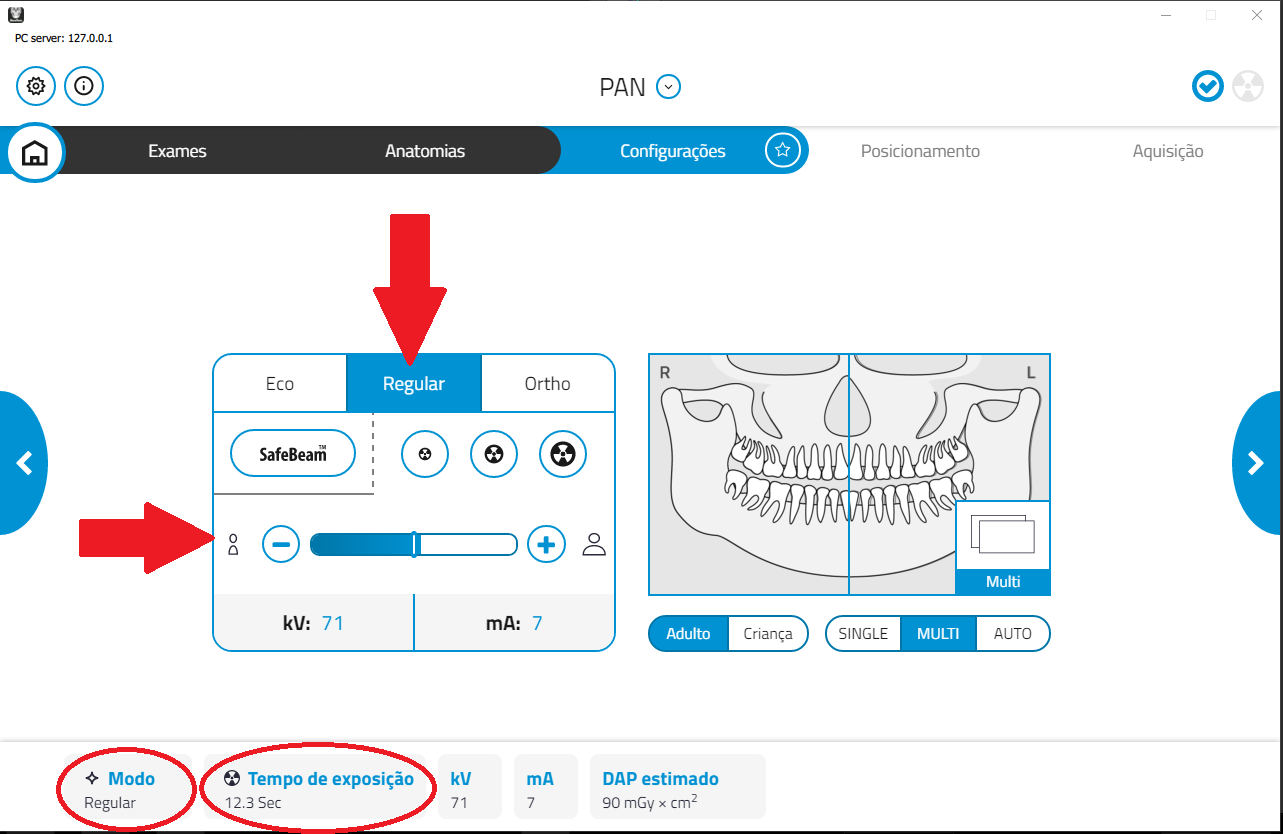 PC server: 127.0.0.1
PAN
Exames Anatomias Configurações Posicionamento Aquisição
Eco Regular Ortho
SafeBeam™
kV: 71 mA: 7
R L
Multi
Adulto Criança SINGLE MULTI AUTO
Modo Tempo de exposição kV mA DAP estimado
Regular 12.3 Sec 71 7 90 mGy × cm²